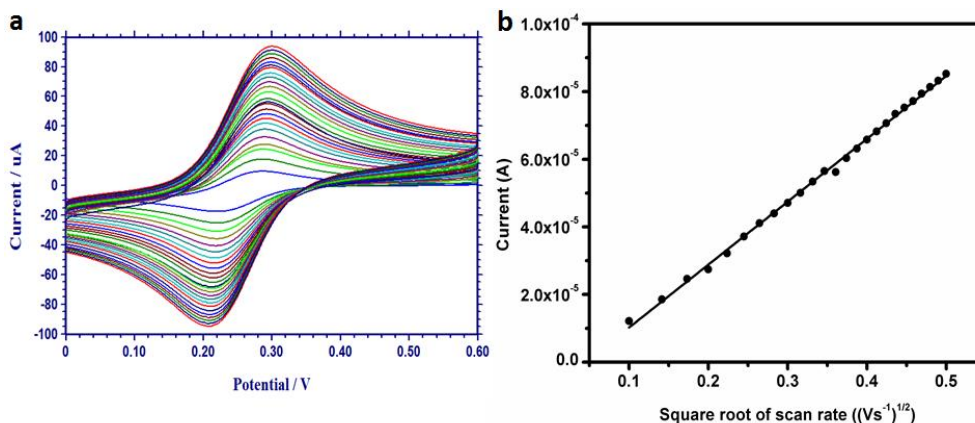 a
100
80
60
40
20
0
-20
-40
-60
-80
-100
Current / uA
0 0.10 0.20 0.30 0.40 0.50 0.60
Potential / V
b
1.0x10-4
8.0x10-5
6.0x10-5
4.0x10-5
2.0x10-5
0.0
Current (A)
0.1 0.2 0.3 0.4 0.5
Square root of scan rate ((Vs-1)1/2)